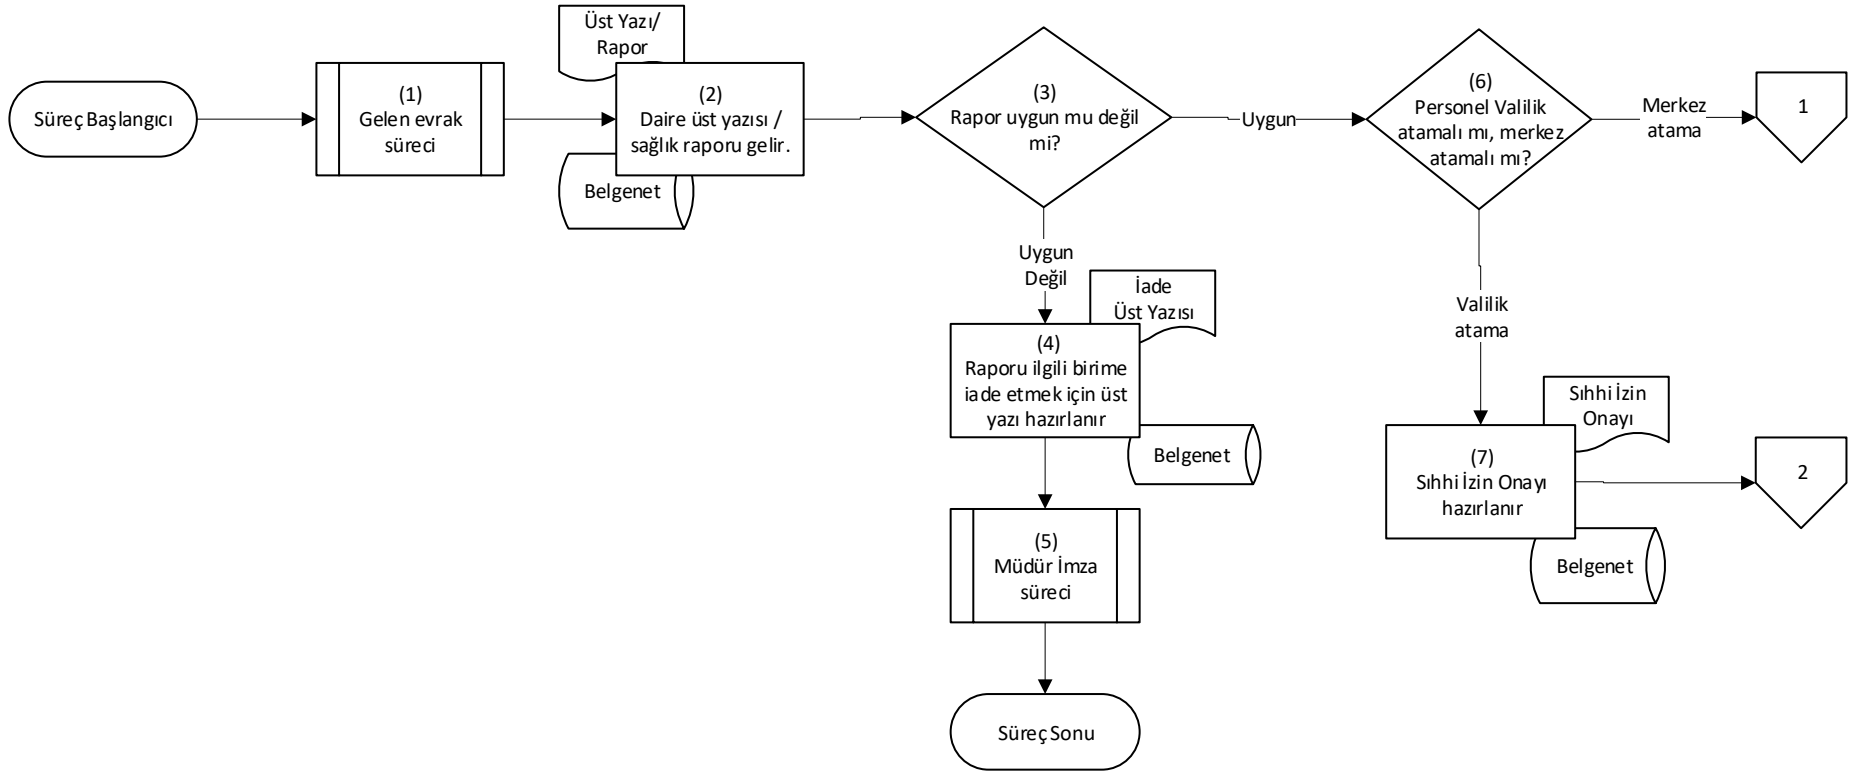 Süreç Başlangıcı
(1)
Gelen evrak
süreci
Üst Yazı/
Rapor
(2)
Daire üst yazısı /
sağlık raporu gelir.
Belgenet
(3)
Rapor uygun mu değil
mi?
Uygun
(6)
Personel Valilik
atamalı mı, merkez
atamalı mı?
Merkez
atama
1
Uygun
Değil
İade
Üst Yazısı
(4)
Raporu ilgili birime
iade etmek için üst
yazı hazırlanır
Belgenet
(5)
Müdür İmza
süreci
Süreç Sonu
Valilik
atama
Sıhhi İzin
Onayı
(7)
Sıhhi İzin Onayı
hazırlanır
Belgenet
2